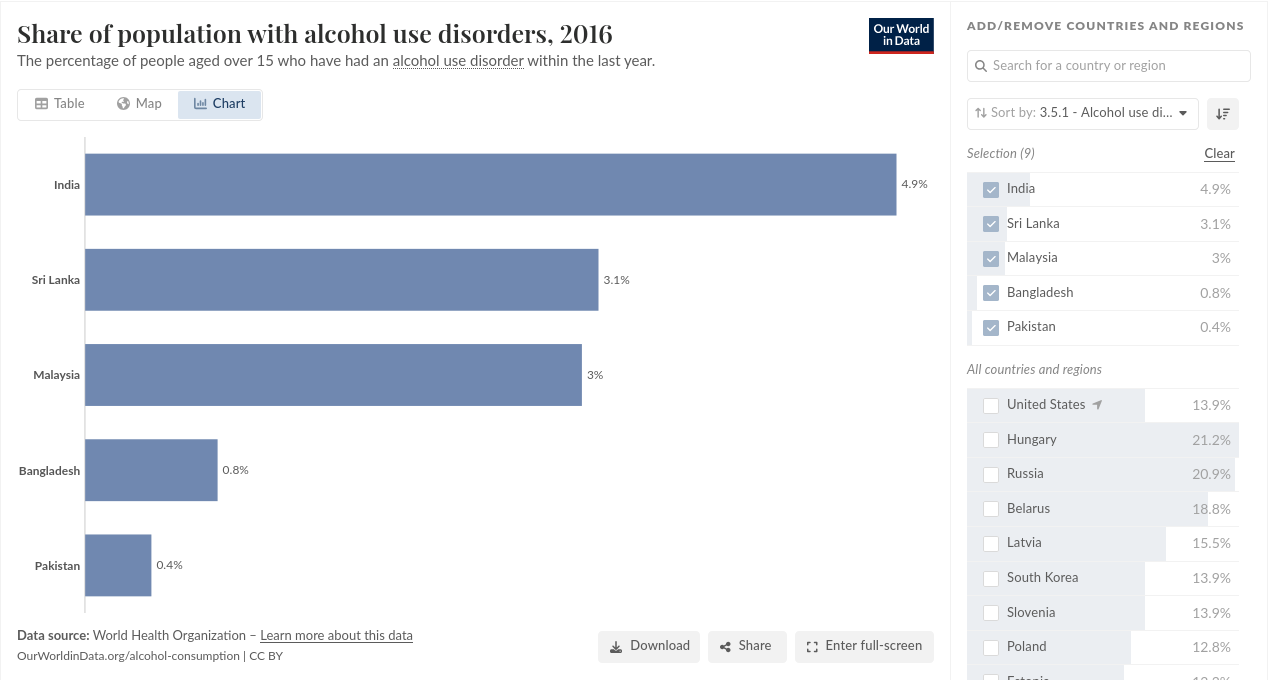 Share of population with alcohol use disorders, 2016
The percentage of people aged over 15 who have had an alcohol use disorder within the last year.
Our World
in Data
Table
Map
Chart
India
4.9%
Sri Lanka
3.1%
Malaysia
3%
Bangladesh
0.8%
Pakistan
0.4%
Data source: World Health Organization – Learn more about this data
OurWorldinData.org/alcohol-consumption | CC BY
Download
Share
Enter full-screen
ADD/REMOVE COUNTRIES AND REGIONS
Search for a country or region
Sort by: 3.5.1 - Alcohol use di...
Selection (9)
Clear
India 4.9%
Sri Lanka 3.1%
Malaysia 3%
Bangladesh 0.8%
Pakistan 0.4%
All countries and regions
United States 13.9%
Hungary 21.2%
Russia 20.9%
Belarus 18.8%
Latvia 15.5%
South Korea 13.9%
Slovenia 13.9%
Poland 12.8%